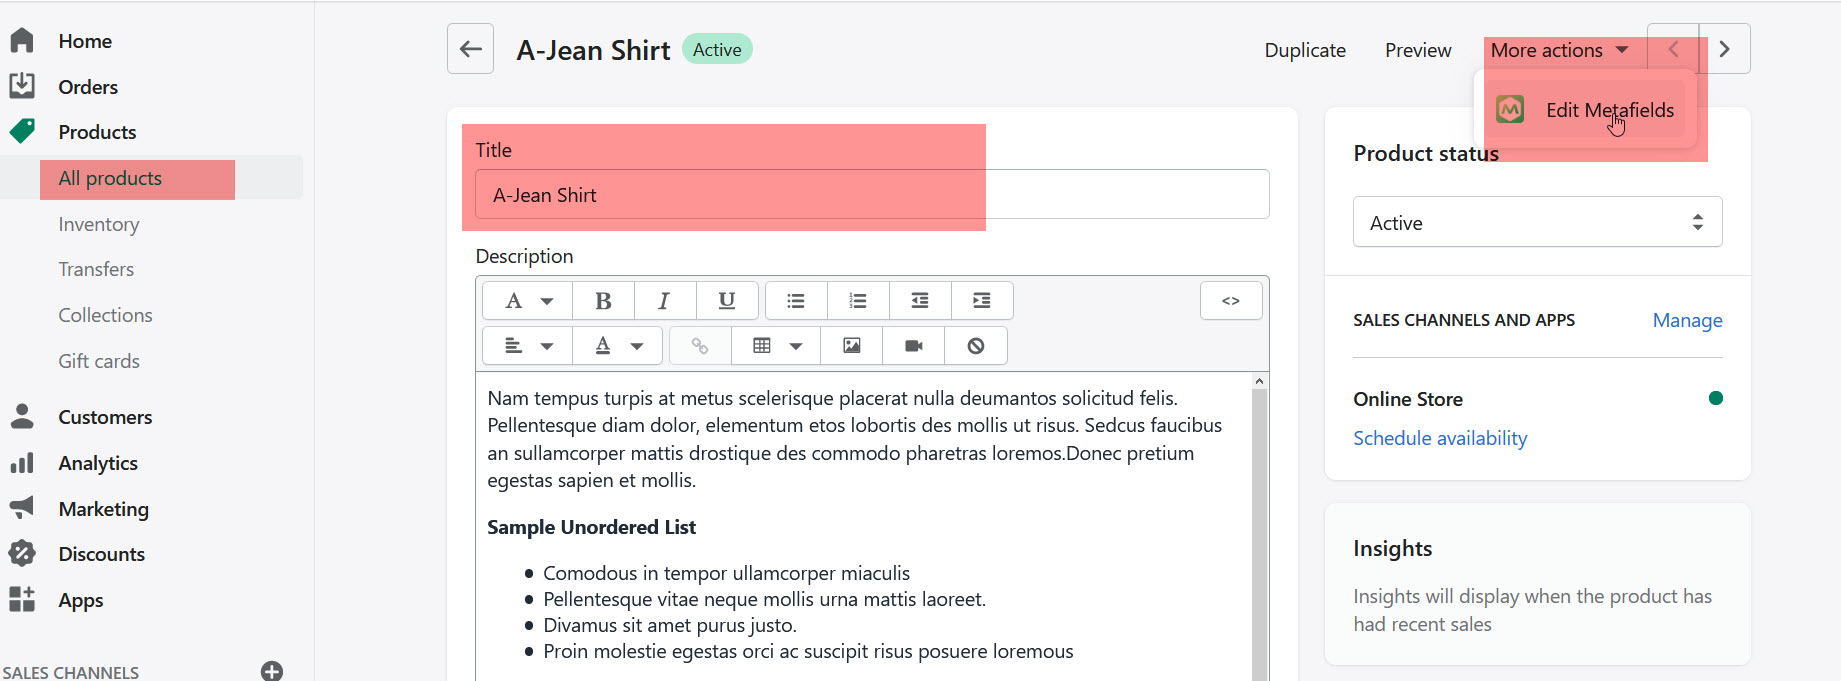 Home
Orders
Products
All products
Inventory
Transfers
Collections
Gift cards
Customers
Analytics
Marketing
Discounts
Apps
SALES CHANNELS
A-Jean Shirt Active
Duplicate Preview More actions
Edit Metafields
Title
A-Jean Shirt
Description
A B I U <>
A
Nam tempus turpis at metus scelerisque placerat nulla deumantos solicitud felis.
Pellentesque diam dolor, elementum etos lobortis des mollis ut risus. Sedcus faucibus
an sullamcorper mattis drostique des commodo pharetras loremos.Donec pretium
egestas sapien et mollis.
Sample Unordered List
Comodous in tempor ullamcorper miaculis
Pellentesque vitae neque mollis urna mattis laoreet.
Divamus sit amet purus justo.
Proin molestie egestas orci ac suscipit risus posuere loremous
Product status
Active
SALES CHANNELS AND APPS Manage
Online Store
Schedule availability
Insights
Insights will display when the product has
had recent sales